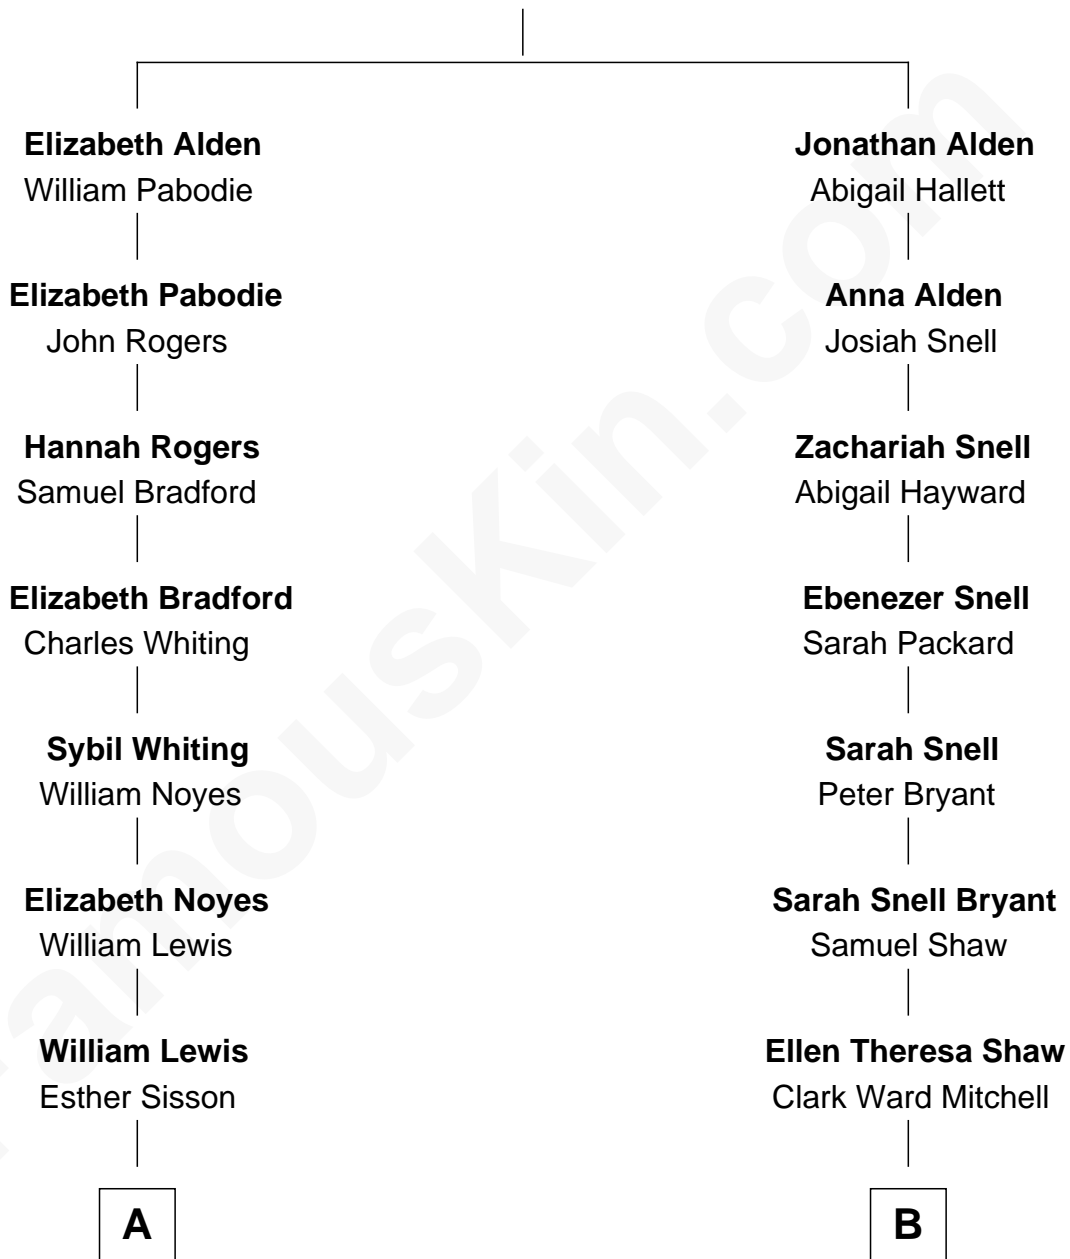 Elizabeth Alden
William Pabodie
Jonathan Alden
Abigail Hallett
Elizabeth Pabodie
John Rogers
Anna Alden
Josiah Snell
Hannah Rogers
Samuel Bradford
Zachariah Snell
Abigail Hayward
Elizabeth Bradford
Charles Whiting
Ebenezer Snell
Sarah Packard
Sybil Whiting
William Noyes
Sarah Snell
Peter Bryant
Elizabeth Noyes
William Lewis
Sarah Snell Bryant
Samuel Shaw
William Lewis
Esther Sisson
Ellen Theresa Shaw
Clark Ward Mitchell
A
B
FamousKin.com